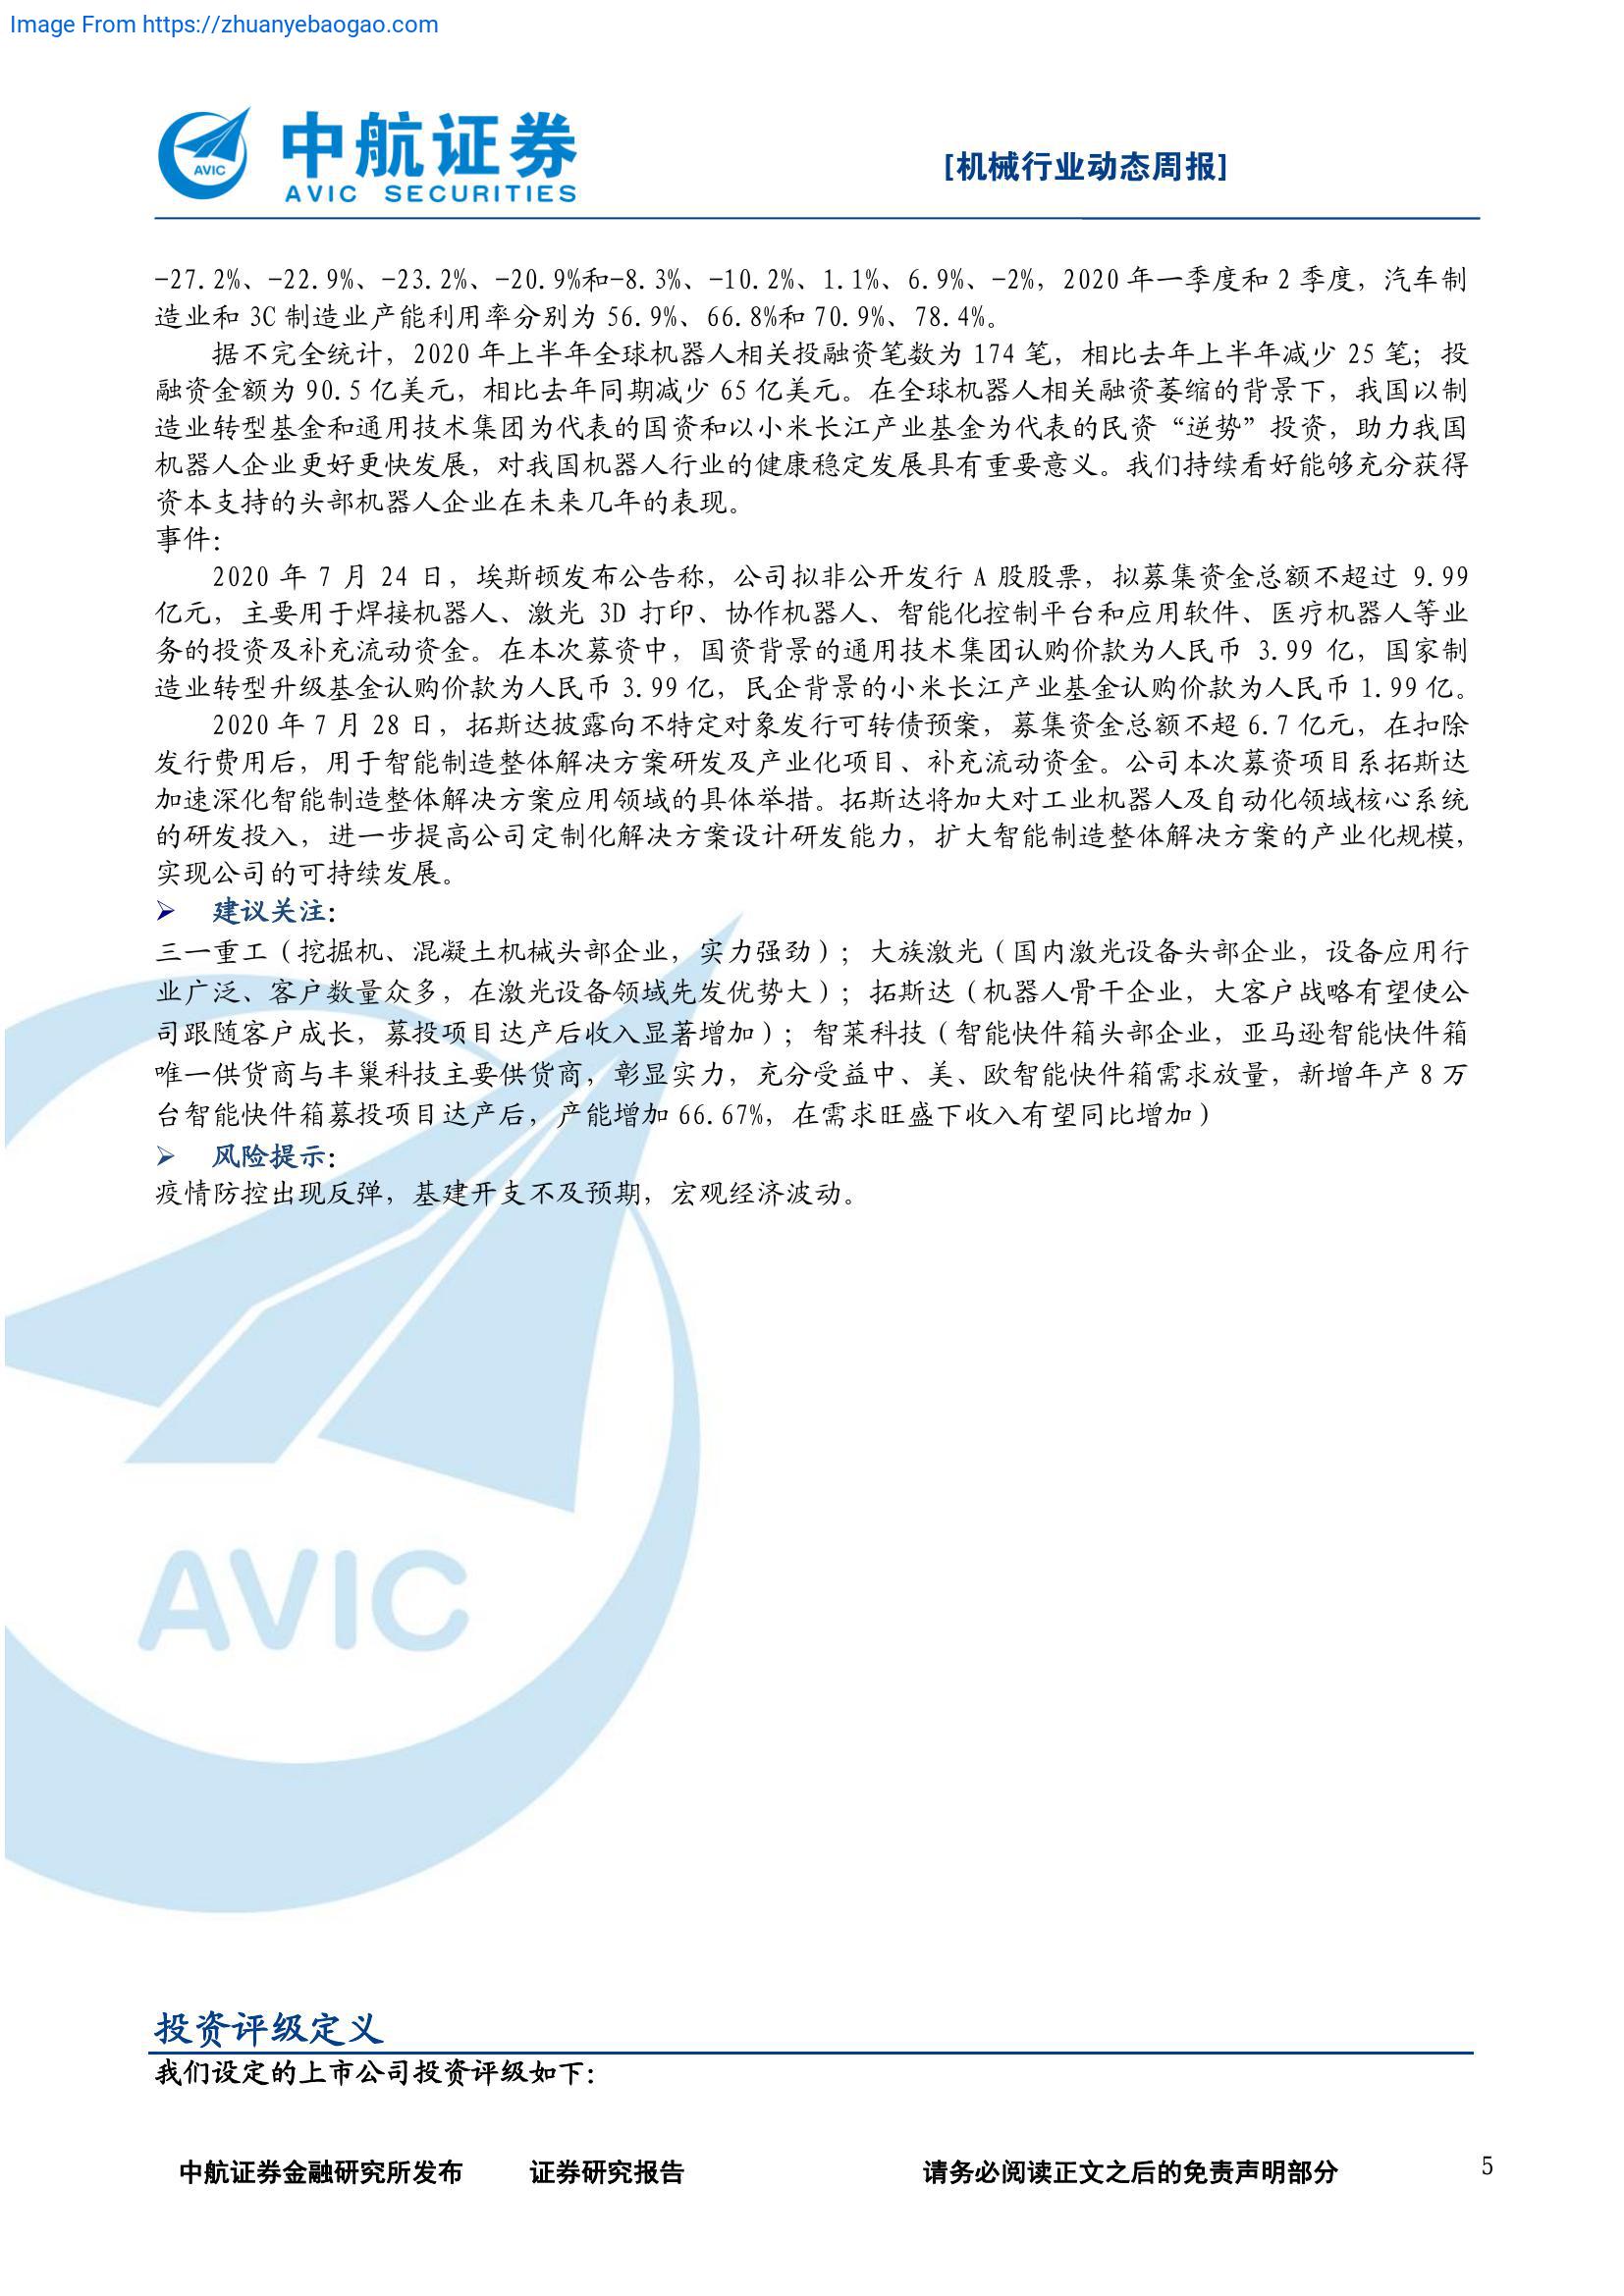 Image From https://zhuanyebaogao.com
AVIC
中航证券
AVIC SECURITIES
[机械行业动态周报]
-27.2%、-22.9%、-23.2%、-20.9%和-8.3%、-10.2%、1.1%、6.9%、-2%，2020 年一季度和 2 季度，汽车制
造业和 3C 制造业产能利用率分别为 56.9%、66.8%和 70.9%、78.4%。
据不完全统计，2020 年上半年全球机器人相关投融资笔数为 174 笔，相比去年上半年减少 25 笔；投
融资金额为 90.5 亿美元，相比去年同期减少 65 亿美元。在全球机器人相关融资萎缩的背景下，我国以制
造业转型基金和通用技术集团为代表的国资和以小米长江产业基金为代表的民资“逆势”投资，助力我国
机器人企业更好更快发展，对我国机器人行业的健康稳定发展具有重要意义。我们持续看好能够充分获得
资本支持的头部机器人企业在未来几年的表现。
事件：
2020 年 7 月 24 日，埃斯顿发布公告称，公司拟非公开发行 A 股股票，拟募集资金总额不超过 9.99
亿元，主要用于焊接机器人、激光 3D 打印、协作机器人、智能化控制平台和应用软件、医疗机器人等业
务的投资及补充流动资金。在本次募资中，国资背景的通用技术集团认购价款为人民币 3.99 亿，国家制
造业转型升级基金认购价款为人民币 3.99 亿，民企背景的小米长江产业基金认购价款为人民币 1.99 亿。
2020 年 7 月 28 日，拓斯达披露向不特定对象发行可转债预案，募集资金总额不超 6.7 亿元，在扣除
发行费用后，用于智能制造整体解决方案研发及产业化项目、补充流动资金。公司本次募资项目系拓斯达
加速深化智能制造整体解决方案应用领域的具体举措。拓斯达将加大对工业机器人及自动化领域核心系统
的研发投入，进一步提高公司定制化解决方案设计研发能力，扩大智能制造整体解决方案的产业化规模，
实现公司的可持续发展。
➢ 建议关注：
三一重工（挖掘机、混凝土机械头部企业，实力强劲）；大族激光（国内激光设备头部企业，设备应用行
业广泛、客户数量众多，在激光设备领域先发优势大）；拓斯达（机器人骨干企业，大客户战略有望使公
司跟随客户成长，募投项目达产后收入显著增加）；智莱科技（智能快件箱头部企业，亚马逊智能快件箱
唯一供货商与丰巢科技主要供货商，彰显实力，充分受益中、美、欧智能快件箱需求放量，新增年产 8 万
台智能快件箱募投项目达产后，产能增加 66.67%，在需求旺盛下收入有望同比增加）
➢ 风险提示：
疫情防控出现反弹，基建开支不及预期，宏观经济波动。
AVIC
投资评级定义
我们设定的上市公司投资评级如下：
中航证券金融研究所发布 证券研究报告 请务必阅读正文之后的免责声明部分 5